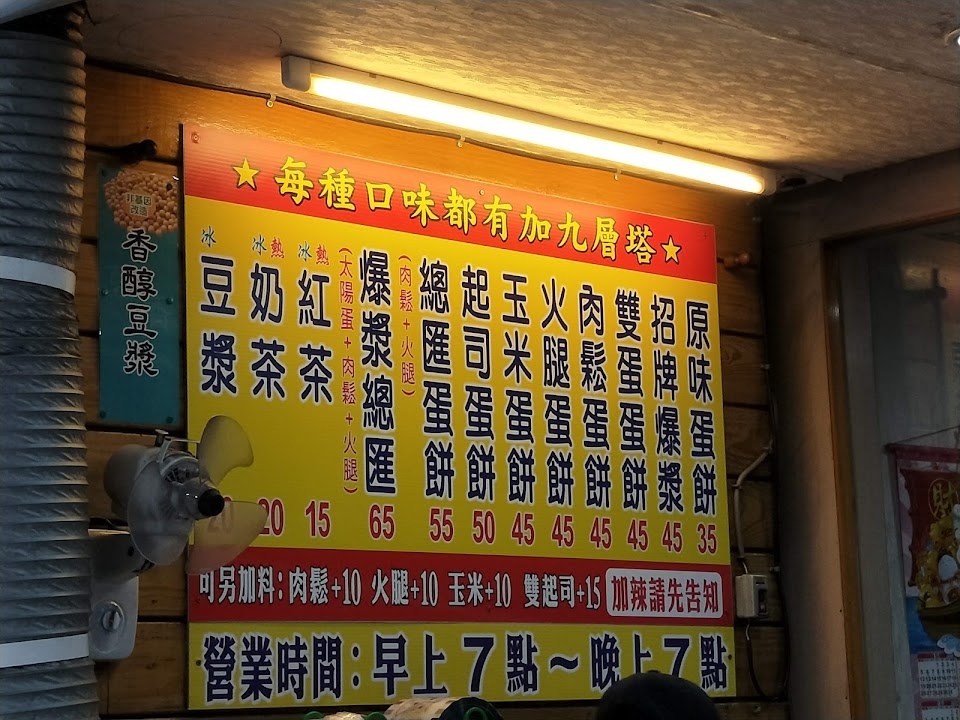 ★每種口味都有加九層塔★
原味蛋餅 35
招牌爆漿 45
雙蛋蛋餅 45
肉鬆蛋餅 45
火腿蛋餅 45
玉米蛋餅 45
起司蛋餅 50
總匯蛋餅 55
(肉鬆+火腿)
爆漿總匯 65
(太陽蛋+肉鬆+火腿)
冰熱 紅茶 15
冰熱 奶茶 20
冰 豆漿 20
可另加料:肉鬆+10 火腿+10 玉米+10 雙起司+15 加辣請先告知
營業時間:早上7點~晚上7點
非基因
改造
香醇豆漿